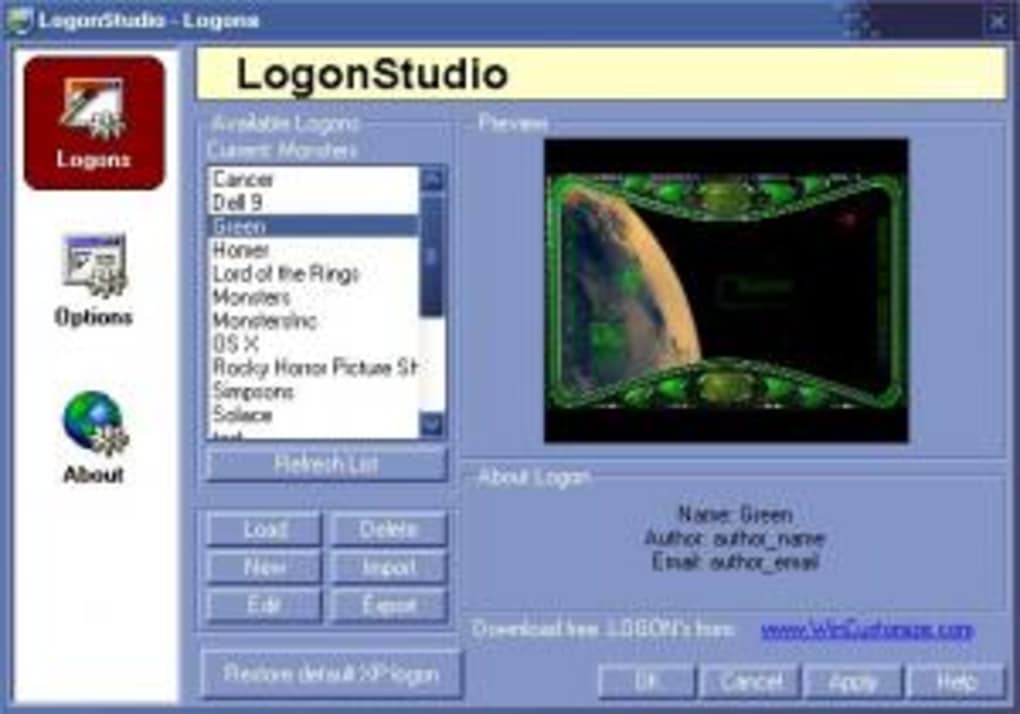 LogonStudio - Logons
LogonStudio
Logons
Options
About
Available Logons
Current: Monsters
Cancer
Dell 9
Green
Homer
Lord of the Rings
Monsters
MonstersInc
OS X
Rocky Horror Picture Sh
Simpsons
Solace
Refresh List
Load Delete
New Import
Edit Export
Restore default XP logon
Preview
About Logon
Name: Green
Author: author_name
Email: author_email
Download free LOGON's from: www.WinCustomize.com
OK Cancel Apply Help